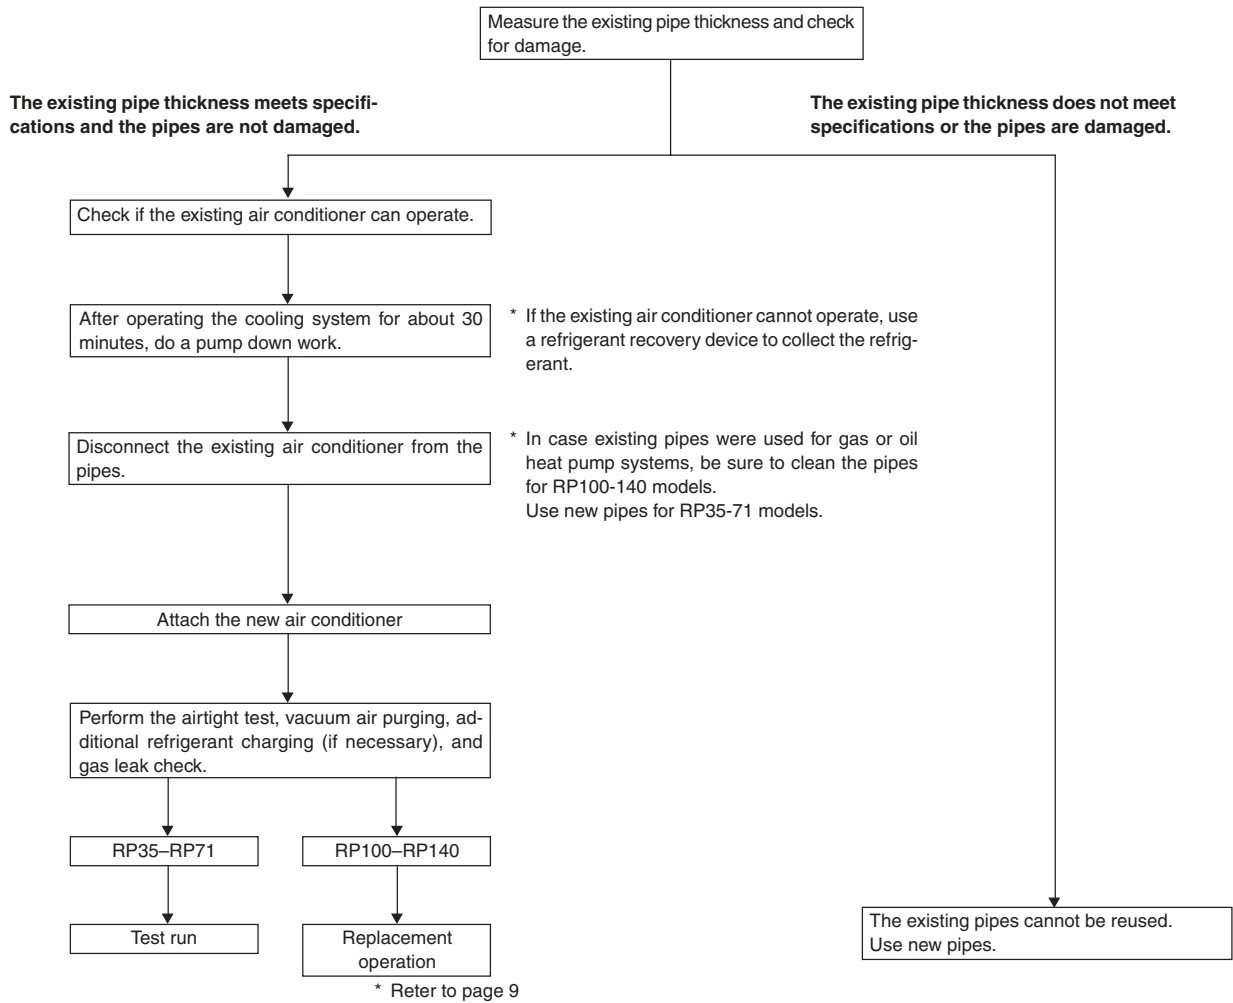 Measure the existing pipe thickness and check
for damage.
The existing pipe thickness meets specifi-
cations and the pipes are not damaged.
The existing pipe thickness does not meet
specifications or the pipes are damaged.
Check if the existing air conditioner can operate.
After operating the cooling system for about 30
minutes, do a pump down work.
* If the existing air conditioner cannot operate, use
a refrigerant recovery device to collect the refrig-
erant.
Disconnect the existing air conditioner from the
pipes.
* In case existing pipes were used for gas or oil
heat pump systems, be sure to clean the pipes
for RP100-140 models.
Use new pipes for RP35-71 models.
Attach the new air conditioner
Perform the airtight test, vacuum air purging, ad-
ditional refrigerant charging (if necessary), and
gas leak check.
RP35–RP71
RP100–RP140
Test run
Replacement
operation
* Reter to page 9
The existing pipes cannot be reused.
Use new pipes.